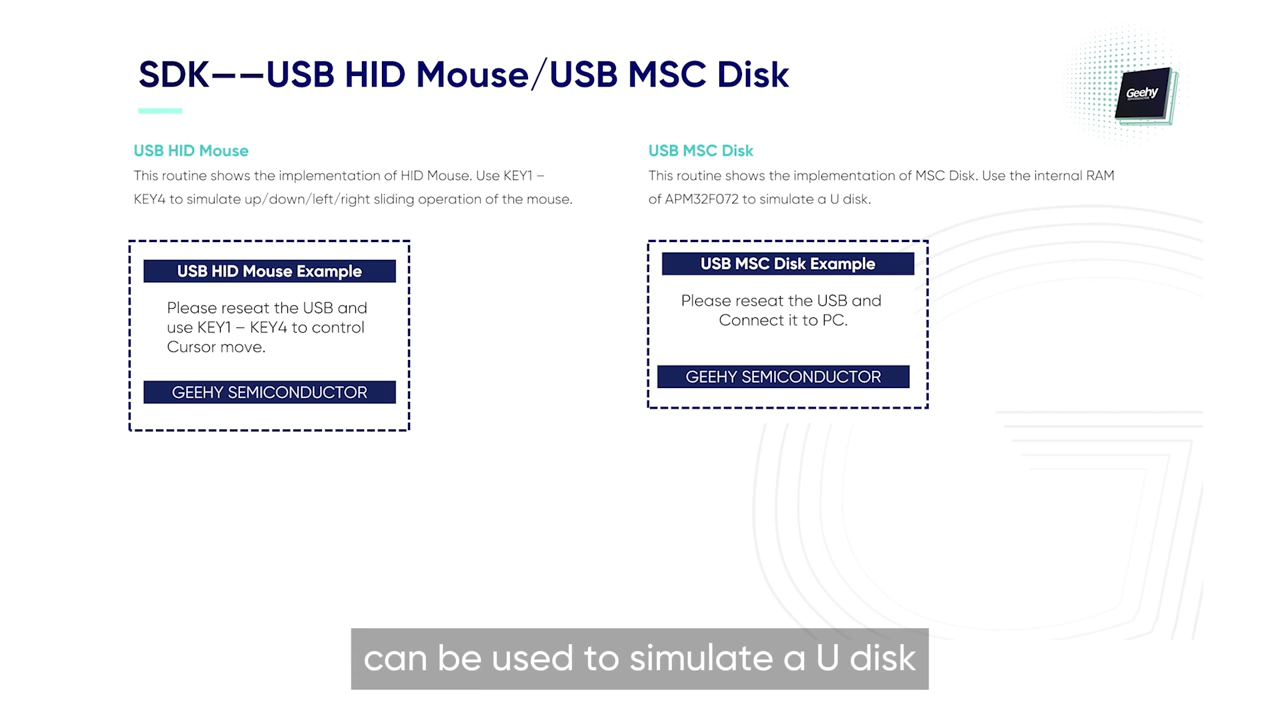 SDK——USB HID Mouse/USB MSC Disk
Geehy
USB HID Mouse
This routine shows the implementation of HID Mouse. Use KEY1 –
KEY4 to simulate up/down/left/right sliding operation of the mouse.
USB HID Mouse Example
Please reseat the USB and
use KEY1 – KEY4 to control
Cursor move.
GEEHY SEMICONDUCTOR
USB MSC Disk
This routine shows the implementation of MSC Disk. Use the internal RAM
of APM32F072 to simulate a U disk.
USB MSC Disk Example
Please reseat the USB and
Connect it to PC.
GEEHY SEMICONDUCTOR
can be used to simulate a U disk